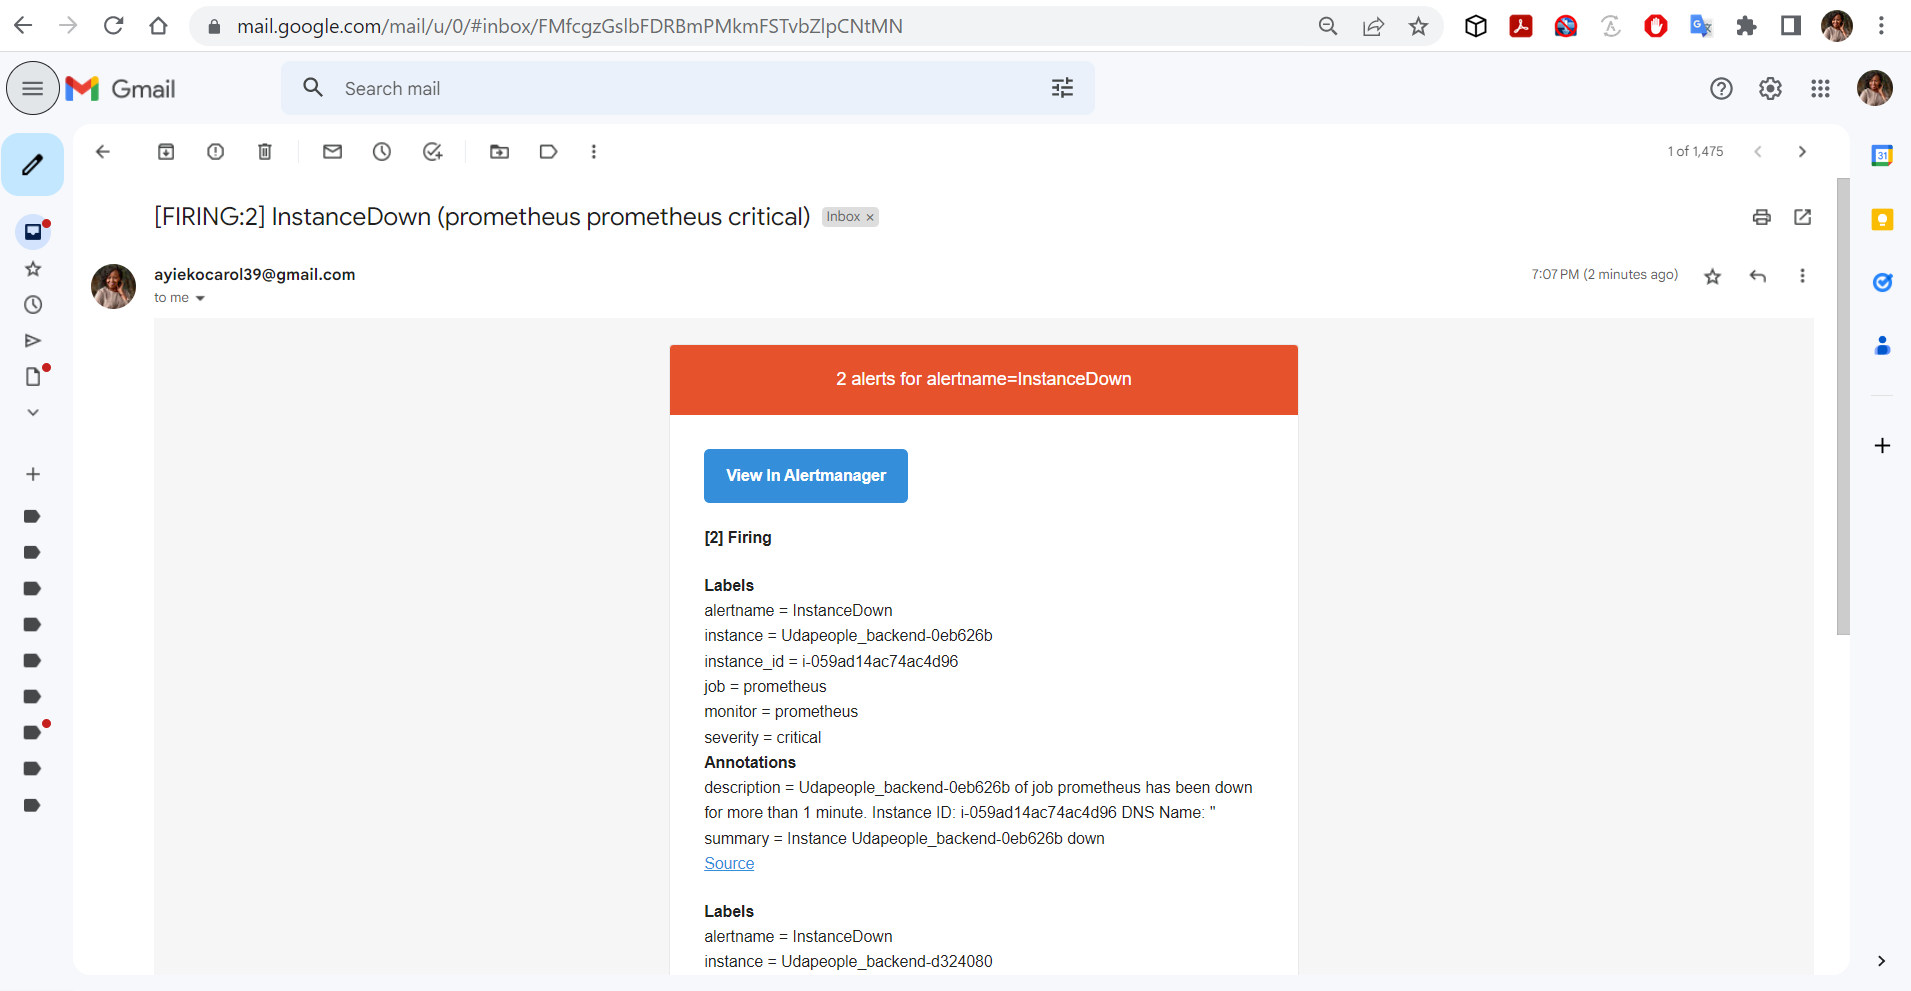 mail.google.com/mail/u/0/#inbox/FMfcgzGslbFDRBmPMkmFSTvbZlpCNtMN
Gmail
Search mail
1 of 1,475
31
[FIRING:2] InstanceDown (prometheus prometheus critical)
Inbox ×
ayiekocarol39@gmail.com
7:07 PM (2 minutes ago)
to me
2 alerts for alertname=InstanceDown
View In Alertmanager
[2] Firing
Labels
alertname = InstanceDown
instance = Udapeople_backend-0eb626b
instance_id = i-059ad14ac74ac4d96
job = prometheus
monitor = prometheus
severity = critical
Annotations
description = Udapeople_backend-0eb626b of job prometheus has been down
for more than 1 minute. Instance ID: i-059ad14ac74ac4d96 DNS Name: "
summary = Instance Udapeople_backend-0eb626b down
Source
Labels
alertname = InstanceDown
instance = Udapeople_backend-d324080